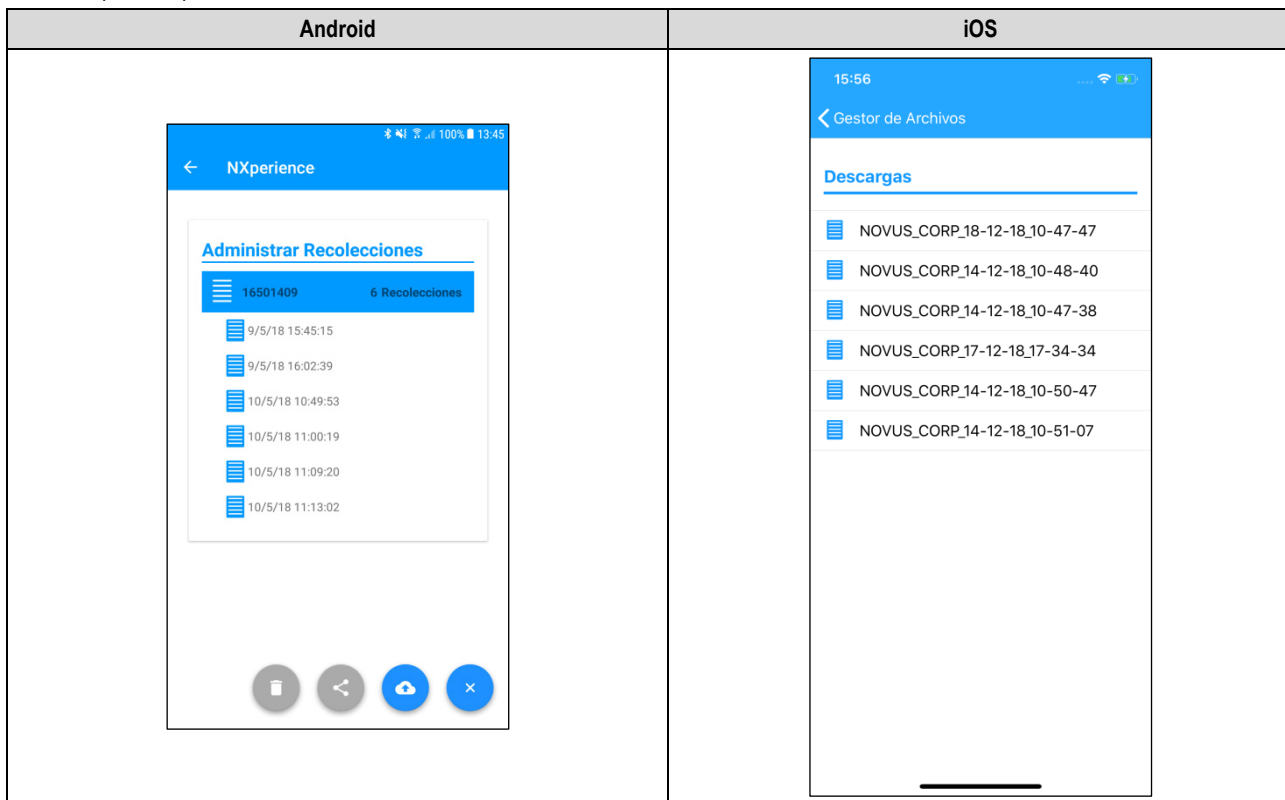 Android
iOS
13:45
100%
NXperience
Administrar Recolecciones
16501409 6 Recolecciones
9/5/18 15:45:15
9/5/18 16:02:39
10/5/18 10:49:53
10/5/18 11:00:19
10/5/18 11:09:20
10/5/18 11:13:02
15:56
Gestor de Archivos
Descargas
NOVUS_CORP_18-12-18_10-47-47
NOVUS_CORP_14-12-18_10-48-40
NOVUS_CORP_14-12-18_10-47-38
NOVUS_CORP_17-12-18_17-34-34
NOVUS_CORP_14-12-18_10-50-47
NOVUS_CORP_14-12-18_10-51-07